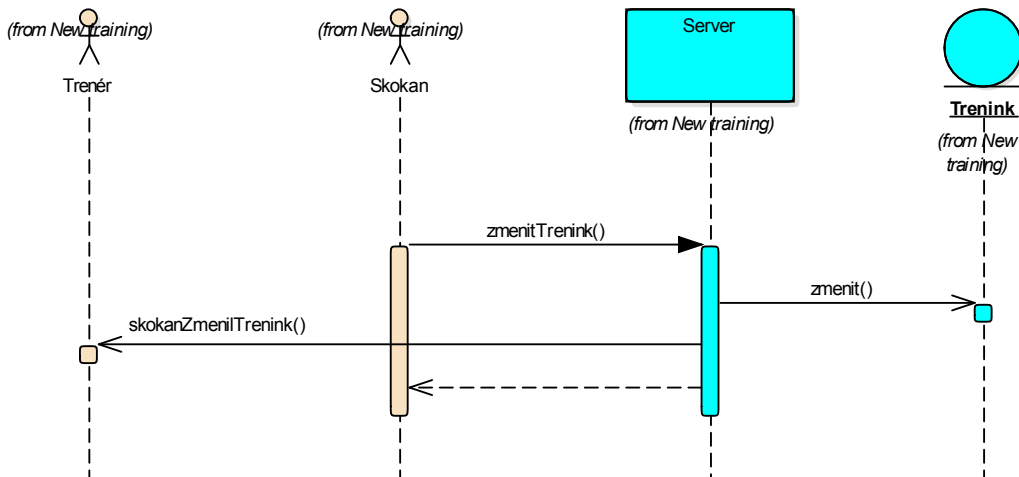 (from New training)
(from New training)
Server
Trenér
Skokan
Trenink
(from New training)
(from New
training)
zmenitTrenink()
zmenit()
skokanZmenilTrenink()